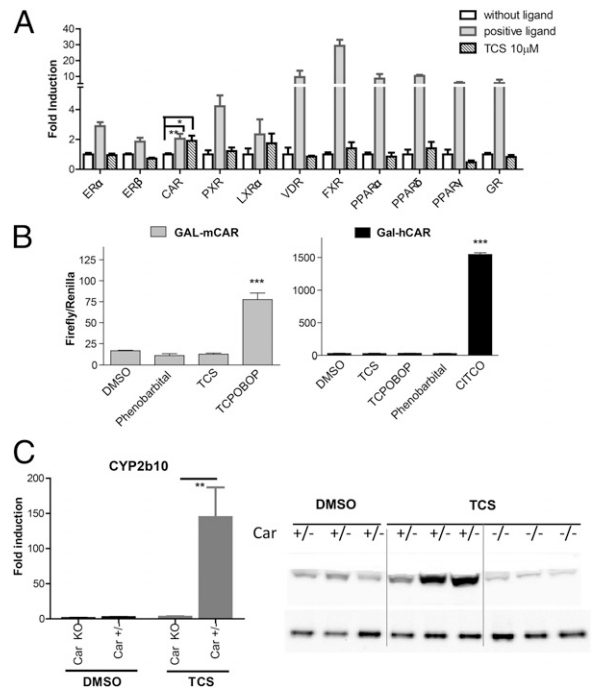 A
without ligand
positive ligand
TCS 10μM
Fold Induction
30
20
10
4
2
0
** *
ERα ERβ CAR PXR LXRα VDR FXR PPARα PPARδ PPARγ GR
B
GAL-mCAR
Firefly/Renilla
100
75
50
25
0
***
DMSO Phenobarbital TCS TCPOBOP
Gal-hCAR
1500
1000
500
0
***
DMSO TCS TCPOBOP Phenobarbital CITCO
C
CYP2b10
Fold induction
200
150
100
50
0
**
Car KO Car +/- Car KO Car +/-
DMSO TCS
DMSO TCS
Car +/- +/- +/- +/- +/- +/- -/- -/- -/-